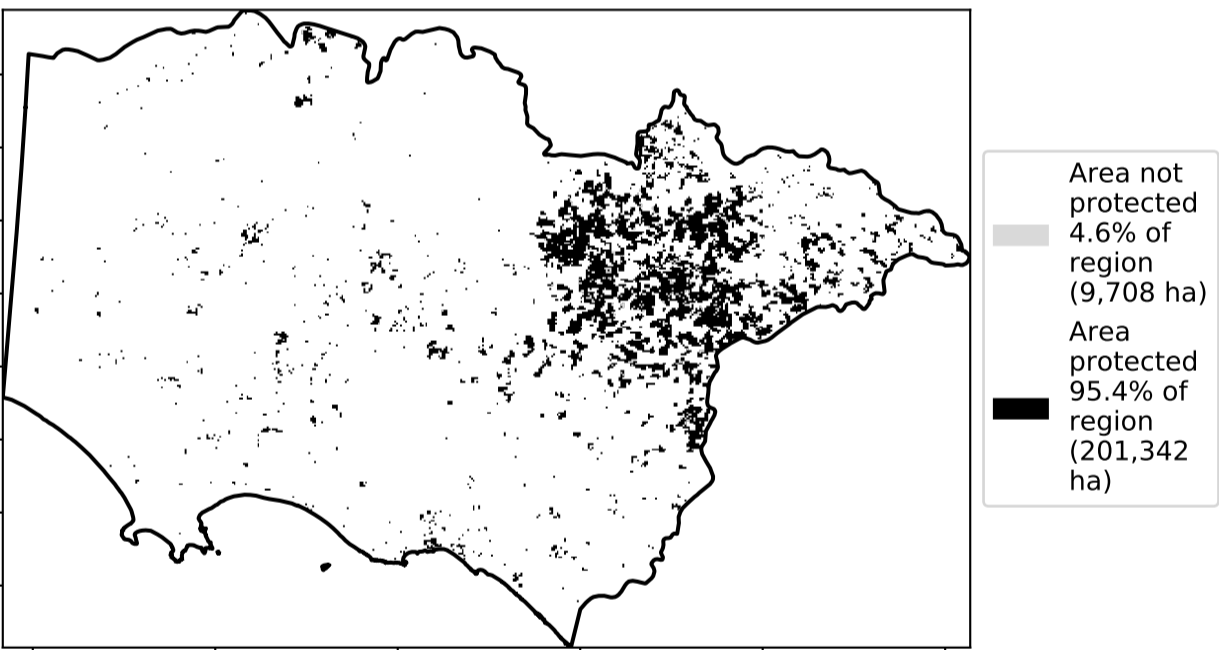 Area not
protected
4.6% of
region
(9,708 ha)
Area
protected
95.4% of
region
(201,342
ha)